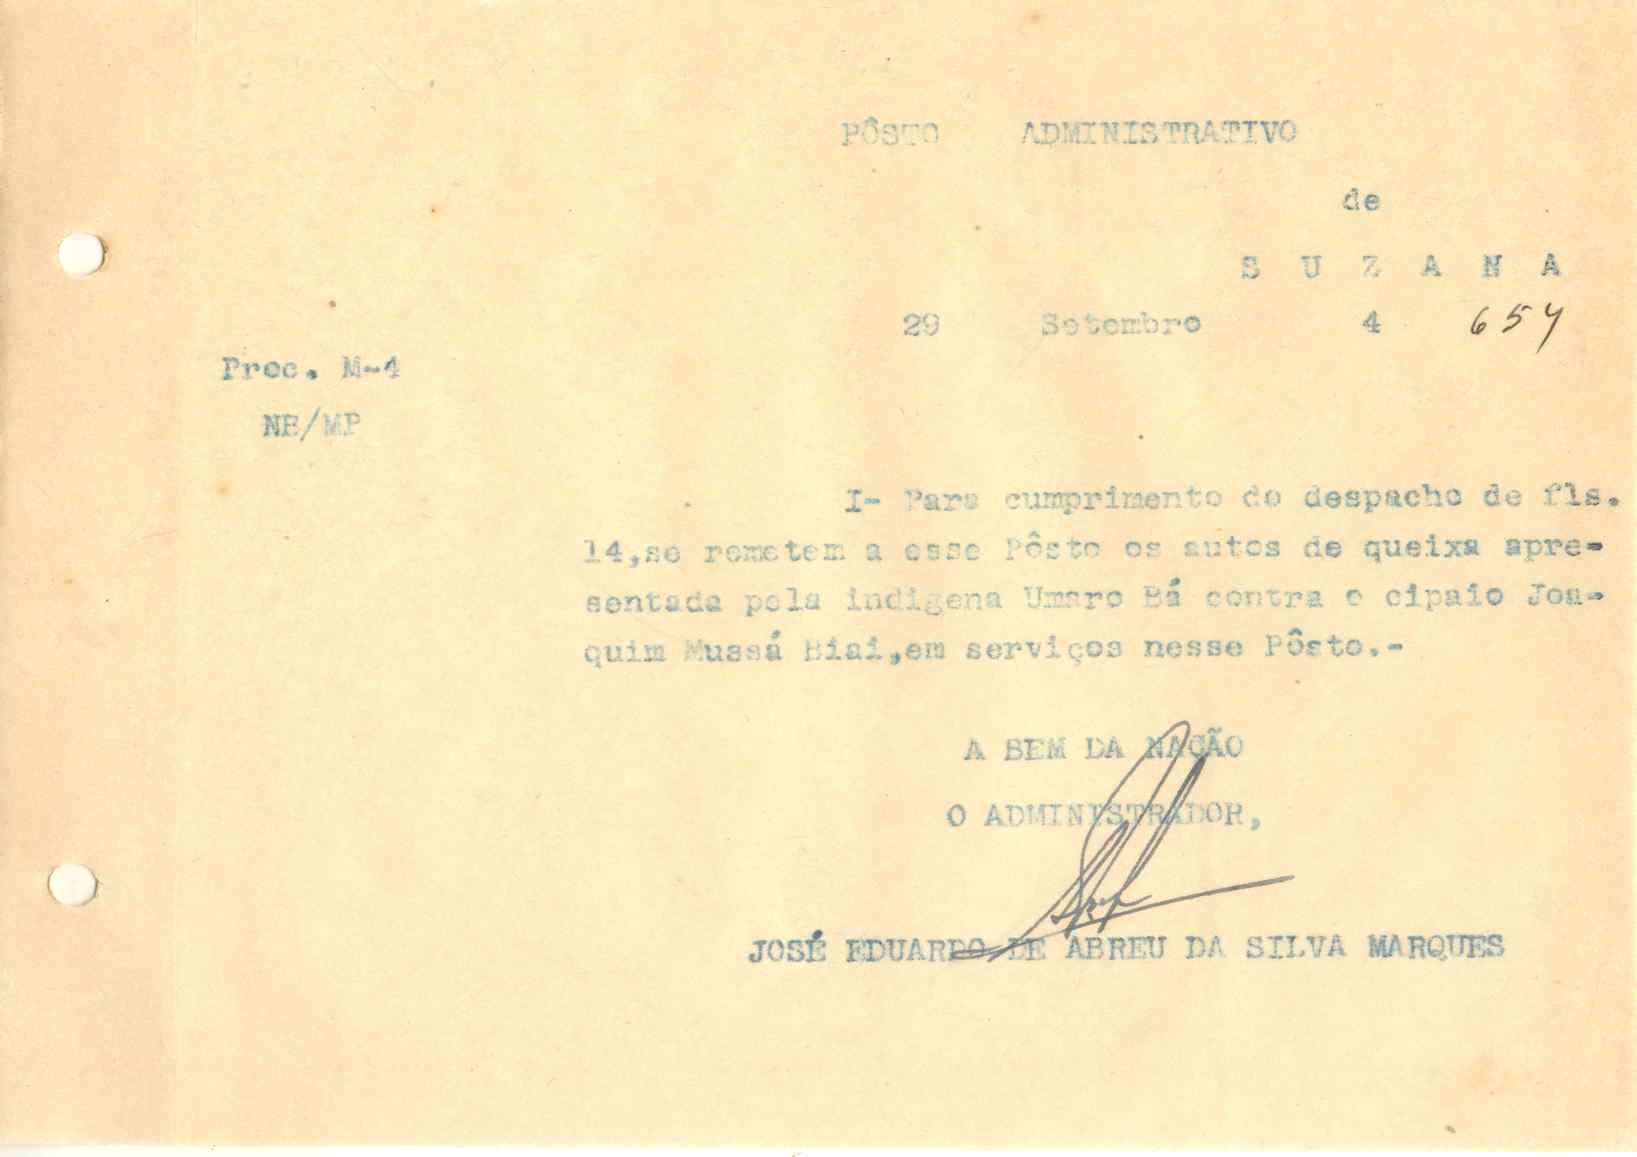 PÔSTO ADMINISTRATIVO
de
S U Z A N A
29 Setembro 4 657
Proc. M-4
NE/MP
I- Para cumprimento do despacho de fls.
14,se remetem a esse Pôsto os autos de queixa apre-
sentada pela indigena Umaro Bá contra o cipaio Joa-
quim Mussá Biai,em serviços nesse Pôsto.-
A BEM DA NAÇÃO
O ADMINISTRADOR,
JOSÉ EDUARDO DE ABREU DA SILVA MARQUES